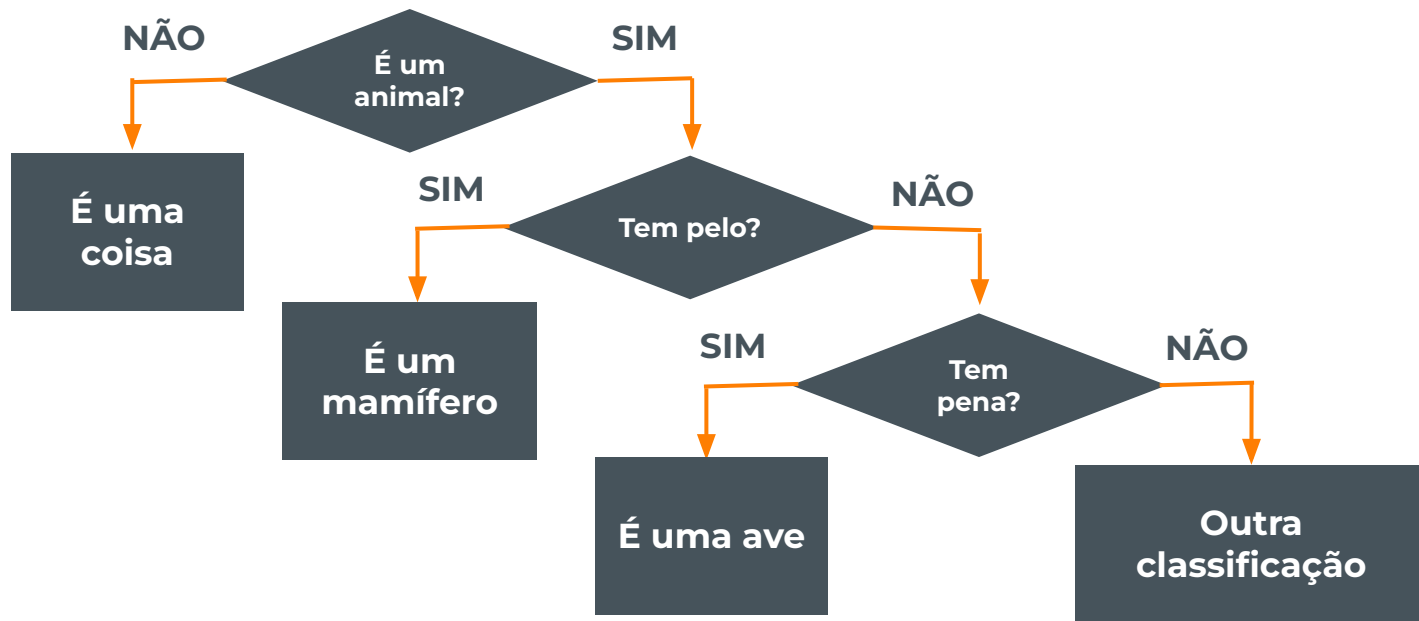 NÃO
SIM
É um
animal?
É uma
coisa
SIM
NÃO
Tem pelo?
É um
mamífero
SIM
NÃO
Tem
pena?
É uma ave
Outra
classificação